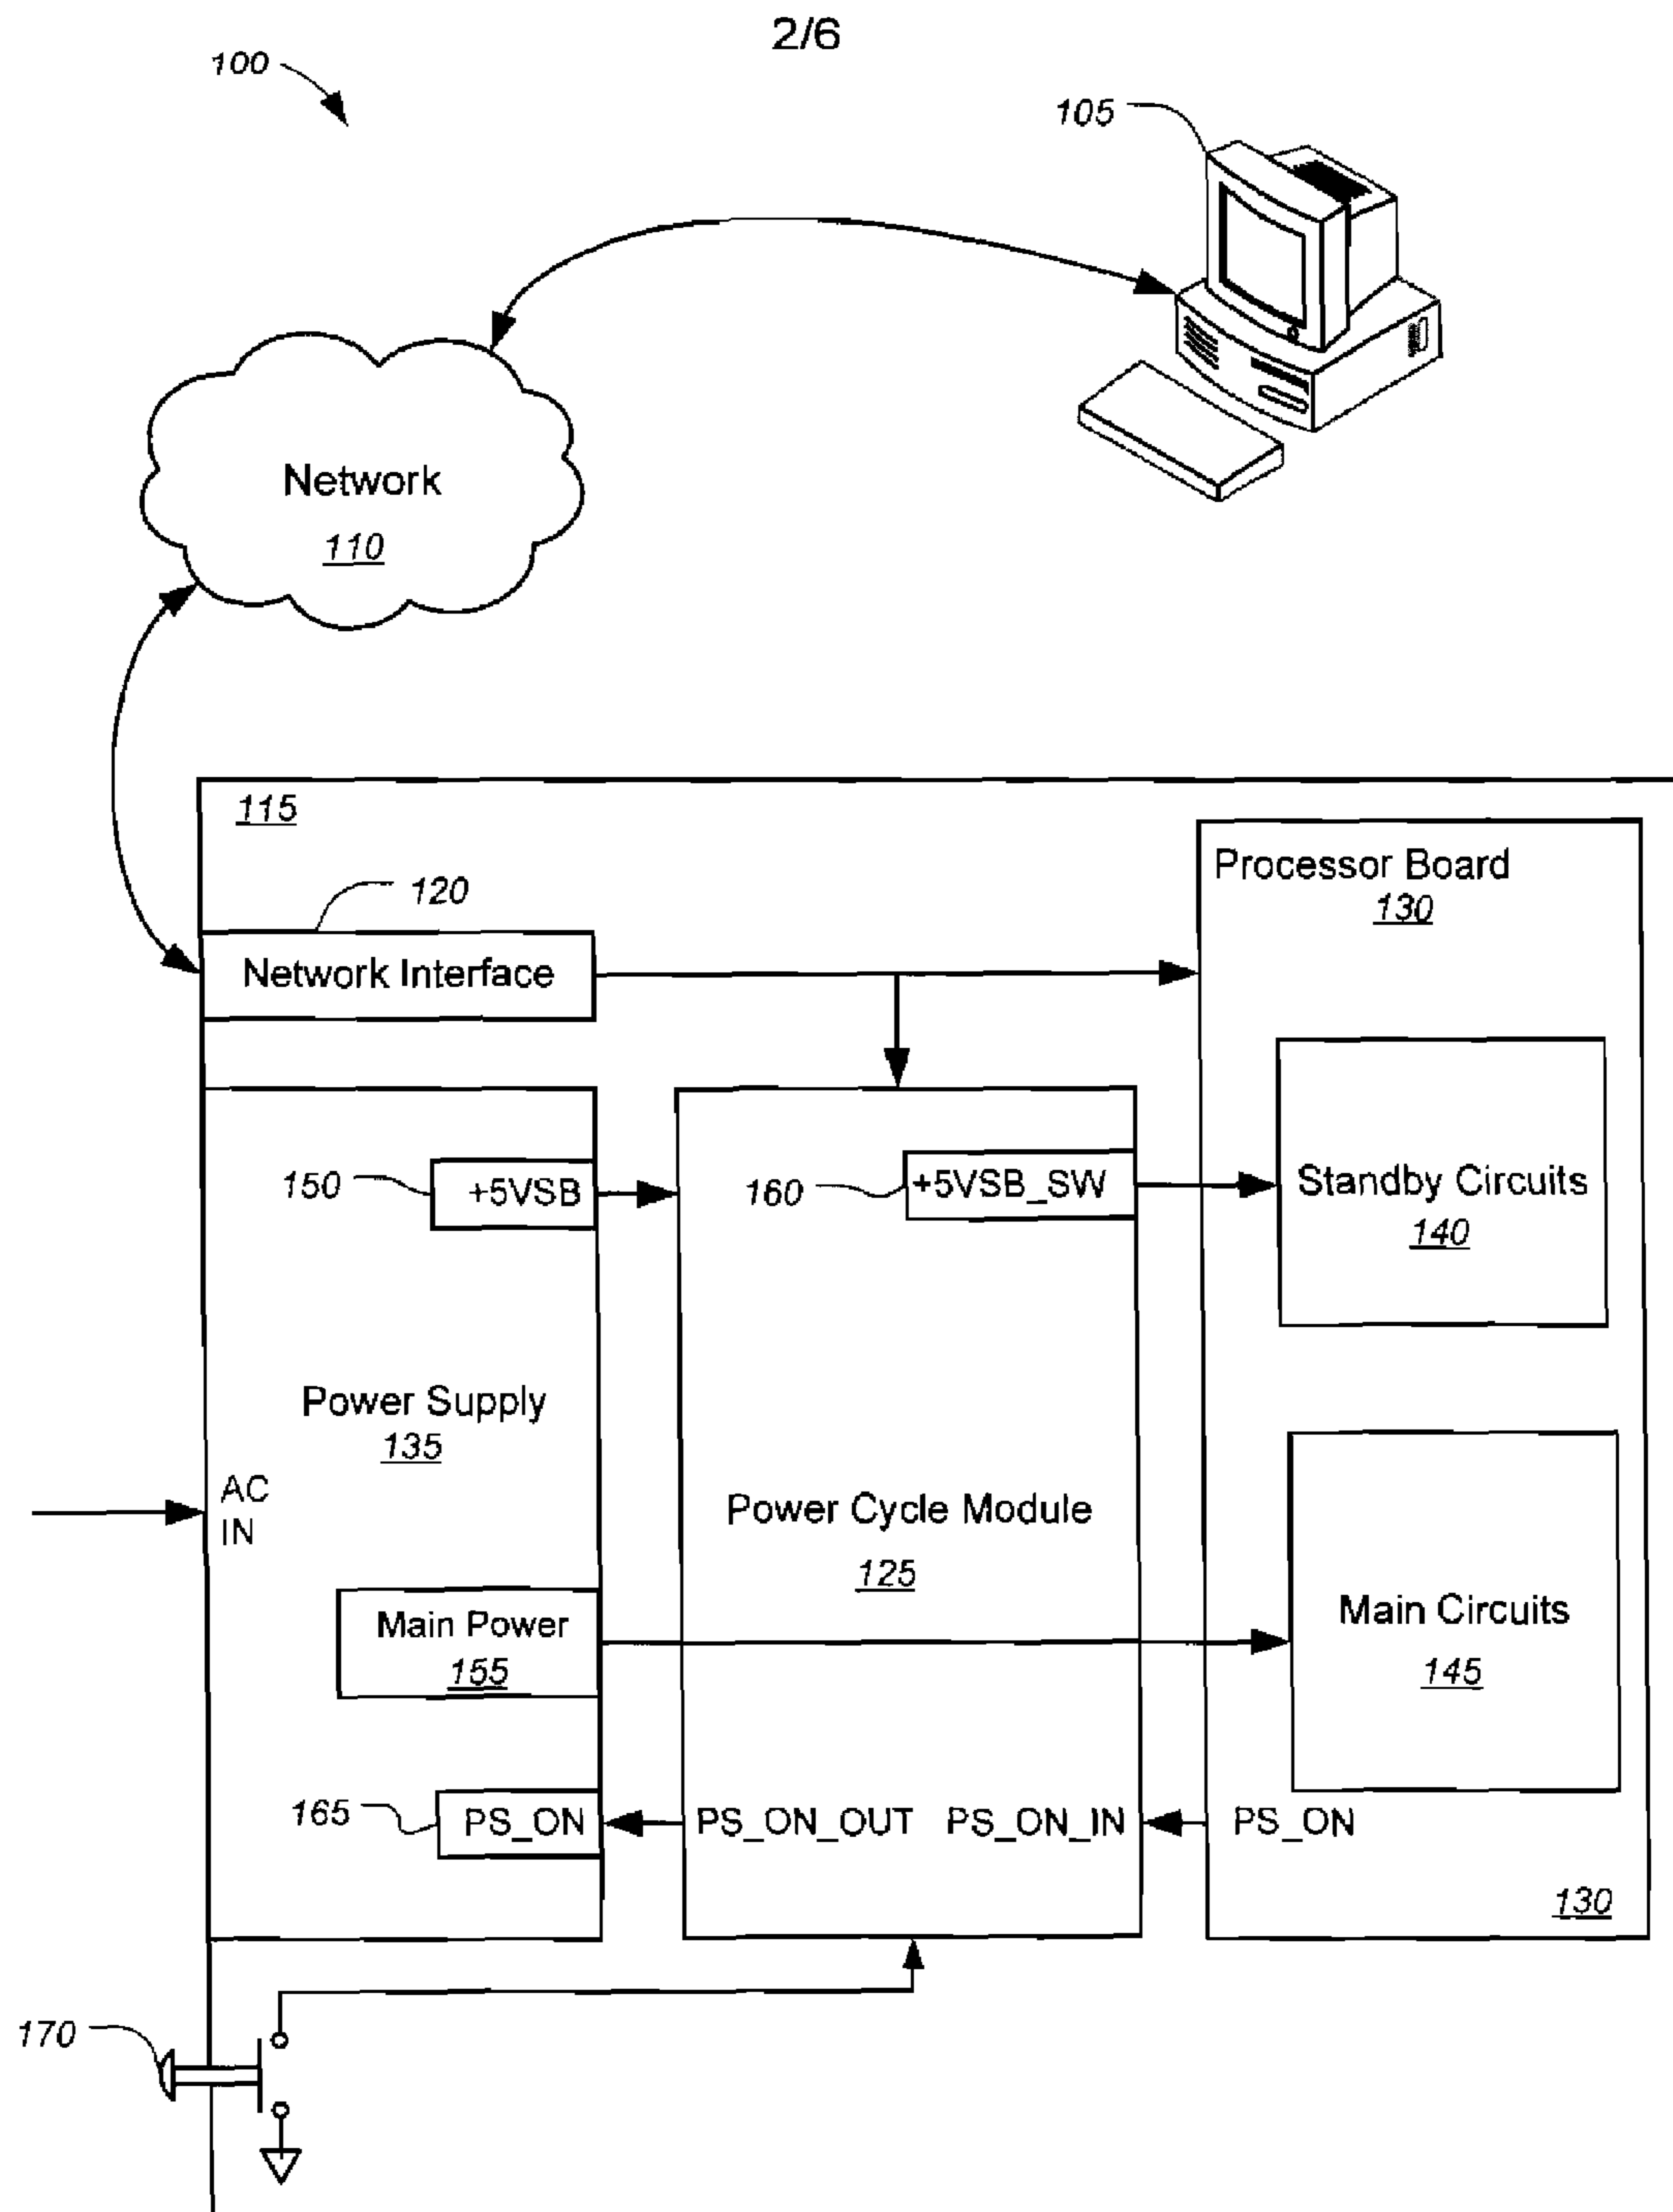 2/6
100
105
Network
110
115
Processor Board
130
120
Network Interface
150
+5VSB
160
+5VSB_SW
Standby Circuits
140
Power Supply
135
AC
IN
Power Cycle Module
125
Main Power
155
Main Circuits
145
165
PS_ON
PS_ON_OUT
PS_ON_IN
PS_ON
130
170